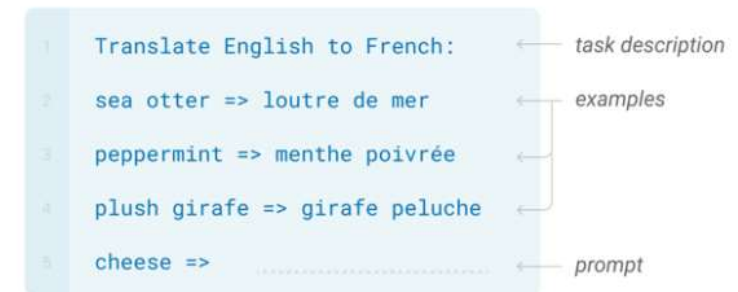 1 Translate English to French: task description
2 sea otter => loutre de mer examples
3 peppermint => menthe poivrée
4 plush girafe => girafe peluche
5 cheese => prompt